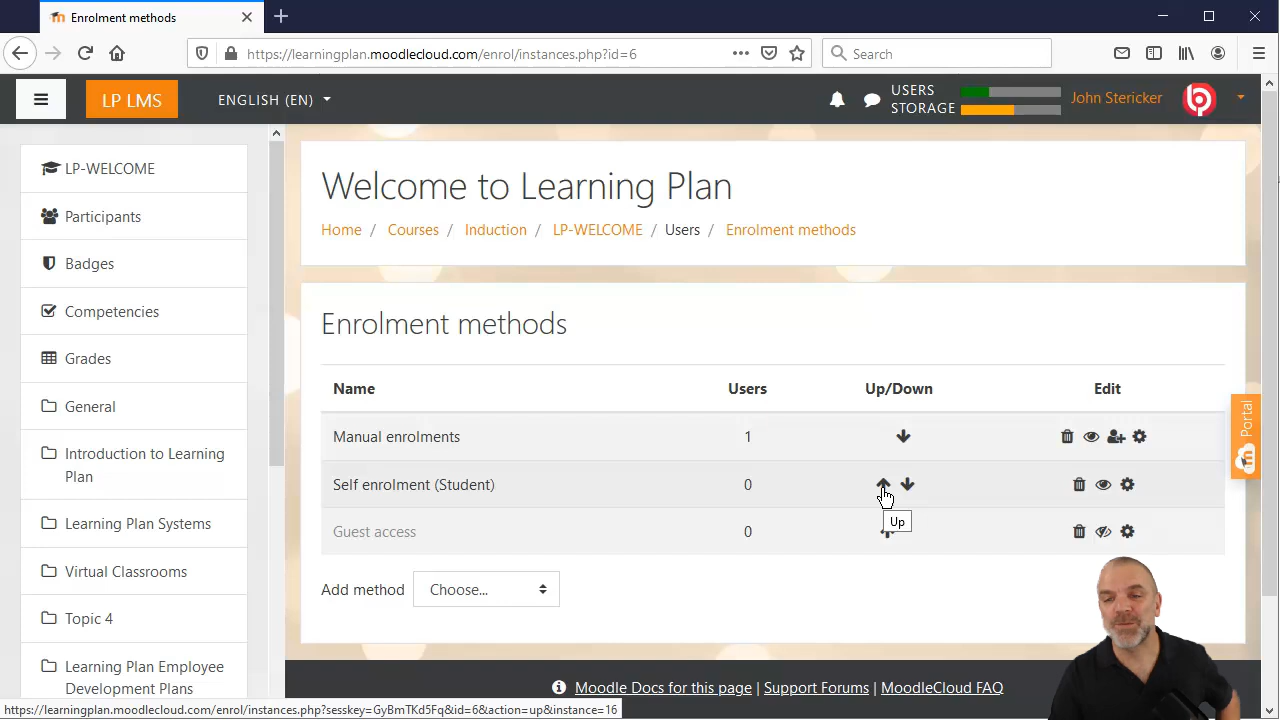 Enrolment methods
https://learningplan.moodlecloud.com/enrol/instances.php?id=6
Search
LP LMS
ENGLISH (EN)
USERS
STORAGE
John Stericker
LP-WELCOME
Participants
Badges
Competencies
Grades
General
Introduction to Learning
Plan
Learning Plan Systems
Virtual Classrooms
Topic 4
Learning Plan Employee
Development Plans
Welcome to Learning Plan
Home / Courses / Induction / LP-WELCOME / Users / Enrolment methods
Enrolment methods
Name Users Up/Down Edit
Manual enrolments 1
Self enrolment (Student) 0
Up
Guest access 0
Add method Choose...
Portal
Moodle Docs for this page | Support Forums | MoodleCloud FAQ
https://learningplan.moodlecloud.com/enrol/instances.php?sesskey=GyBmTKd5Fq&id=6&action=up&instance=16